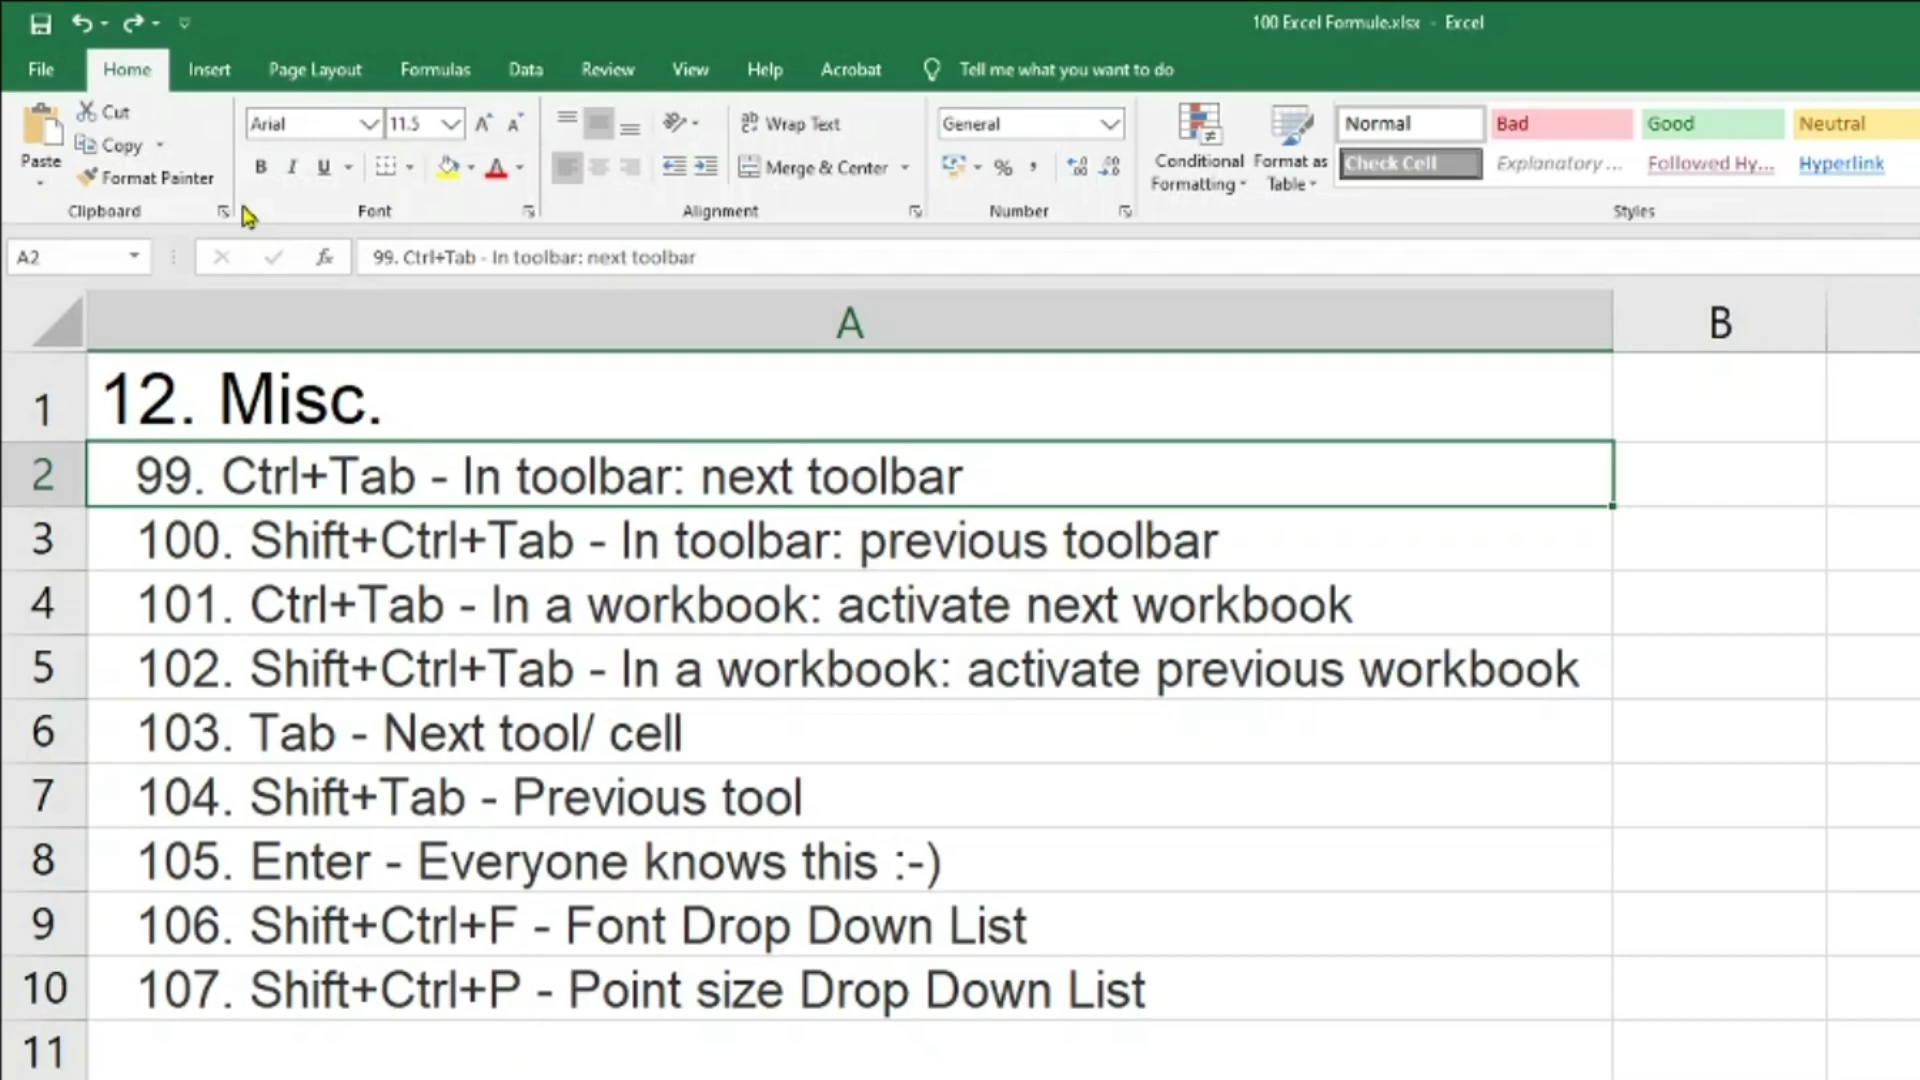 100 Excel Formule.xlsx - Excel
File Home Insert Page Layout Formulas Data Review View Help Acrobat Tell me what you want to do
Paste
Cut
Copy
Format Painter
Clipboard
Arial 11.5
B I U A
Font
Wrap Text
Merge & Center
Alignment
General
%
Number
Conditional Formatting
Format as Table
Normal Bad Good Neutral
Check Cell Explanatory ... Followed Hy... Hyperlink
Styles
A2 fx 99. Ctrl+Tab - In toolbar: next toolbar
A B
1 12. Misc.
2 99. Ctrl+Tab - In toolbar: next toolbar
3 100. Shift+Ctrl+Tab - In toolbar: previous toolbar
4 101. Ctrl+Tab - In a workbook: activate next workbook
5 102. Shift+Ctrl+Tab - In a workbook: activate previous workbook
6 103. Tab - Next tool/ cell
7 104. Shift+Tab - Previous tool
8 105. Enter - Everyone knows this :-)
9 106. Shift+Ctrl+F - Font Drop Down List
10 107. Shift+Ctrl+P - Point size Drop Down List
11